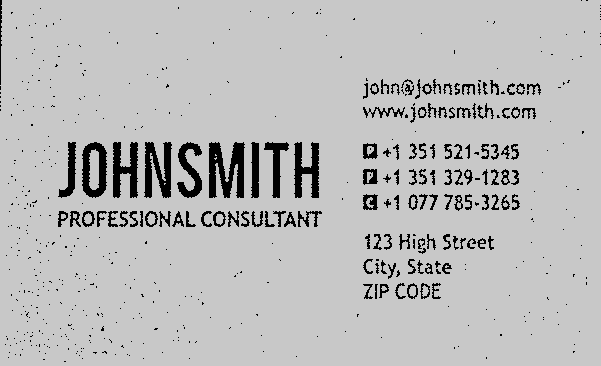 JOHNSMITH
PROFESSIONAL CONSULTANT
john@johnsmith.com
www.johnsmith.com
P +1 351 521-5345
F +1 351 329-1283
C +1 077 785-3265
123 High Street
City, State
ZIP CODE